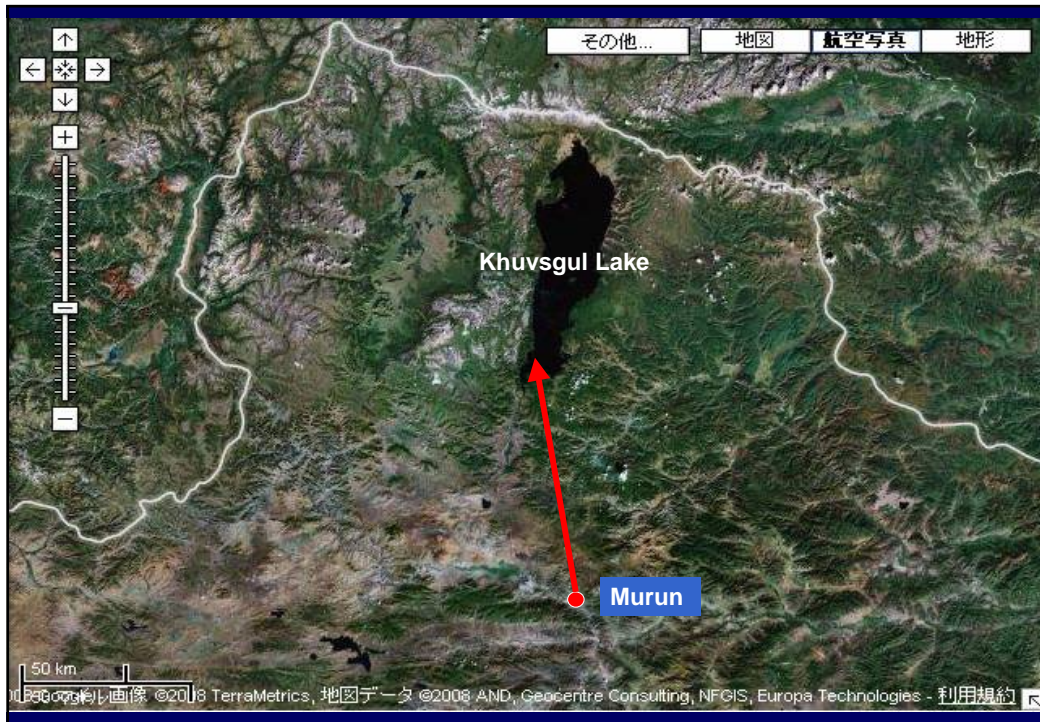 その他... 地図 航空写真 地形
Khuvsgul Lake
Murun
50 km
画像 ©2008 TerraMetrics, 地図データ ©2008 AND, Geocentre Consulting, NFGIS, Europa Technologies - 利用規約